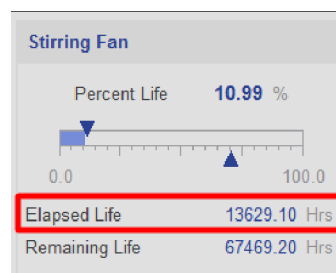 Stirring Fan
Percent Life 10.99 %
0.0 100.0
Elapsed Life 13629.10 Hrs
Remaining Life 67469.20 Hrs